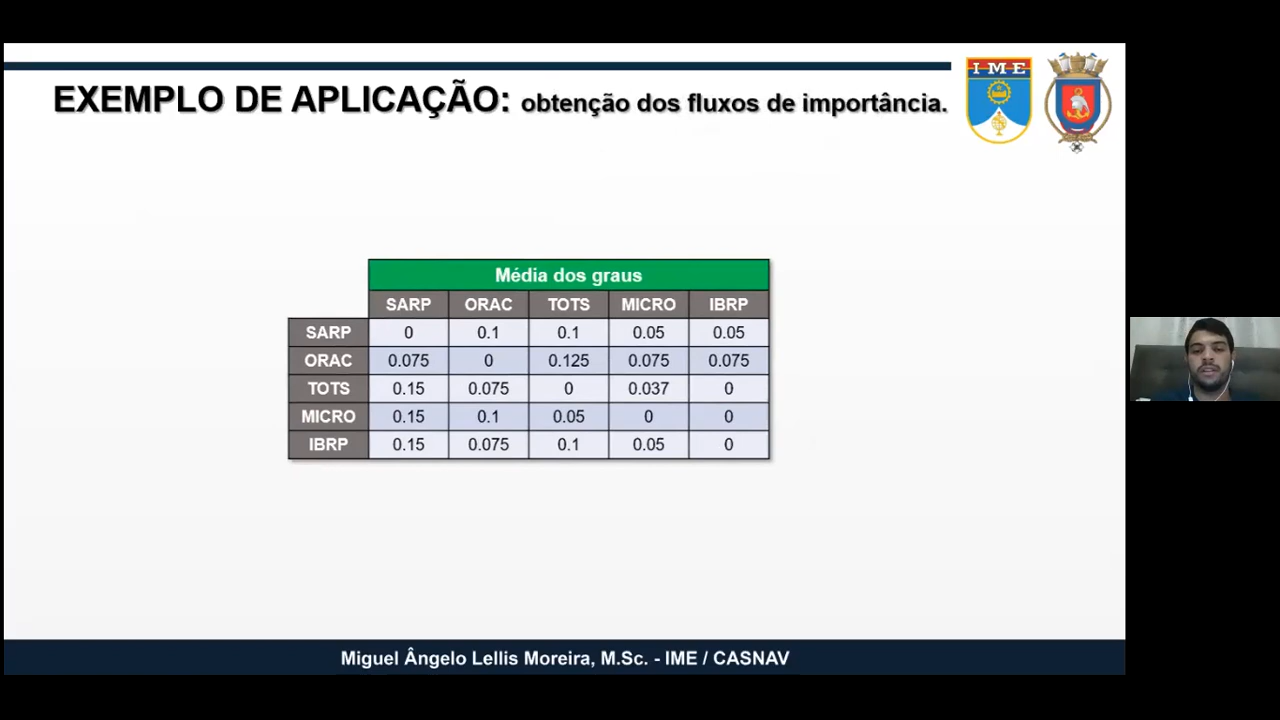 EXEMPLO DE APLICAÇÃO: obtenção dos fluxos de importância.
I M E
Média dos graus
SARP ORAC TOTS MICRO IBRP
SARP 0 0.1 0.1 0.05 0.05
ORAC 0.075 0 0.125 0.075 0.075
TOTS 0.15 0.075 0 0.037 0
MICRO 0.15 0.1 0.05 0 0
IBRP 0.15 0.075 0.1 0.05 0
Miguel Ângelo Lellis Moreira, M.Sc. - IME / CASNAV